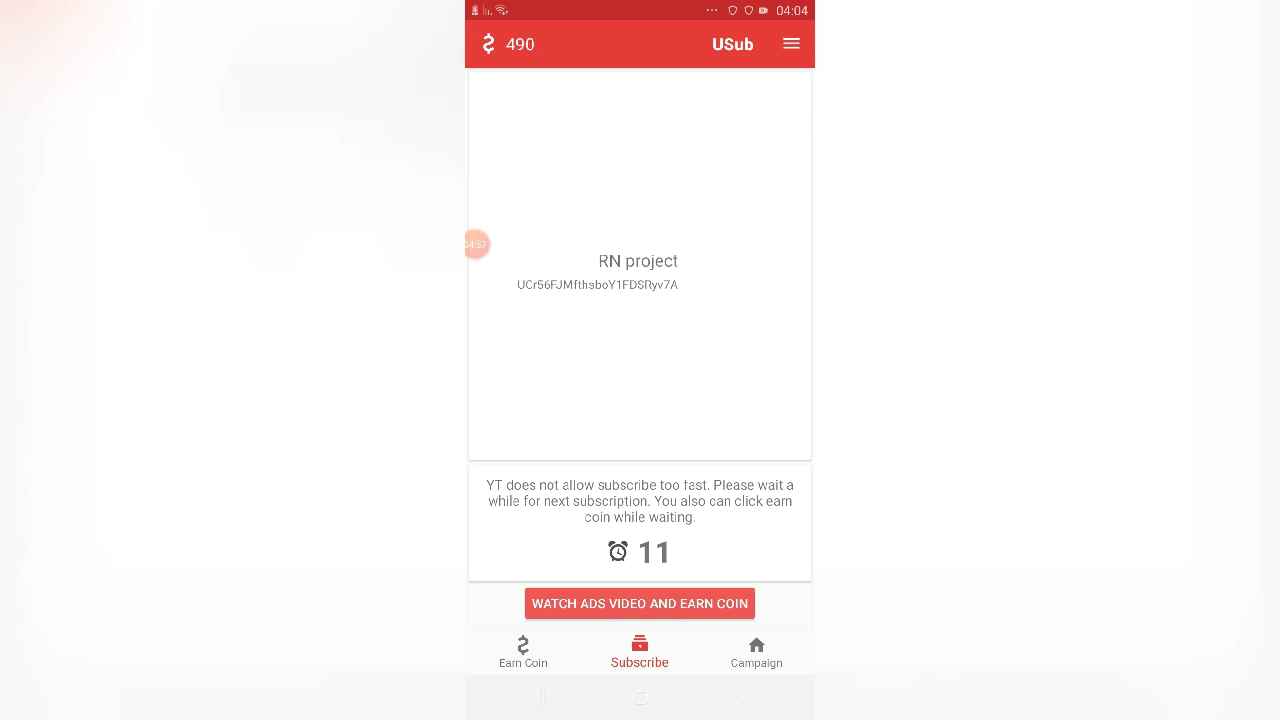 04:04
490 USub
04:57
RN project
UCr56FJMfthsboY1FDSRyv7A
YT does not allow subscribe too fast. Please wait a
while for next subscription. You also can click earn
coin while waiting.
11
WATCH ADS VIDEO AND EARN COIN
Earn Coin Subscribe Campaign